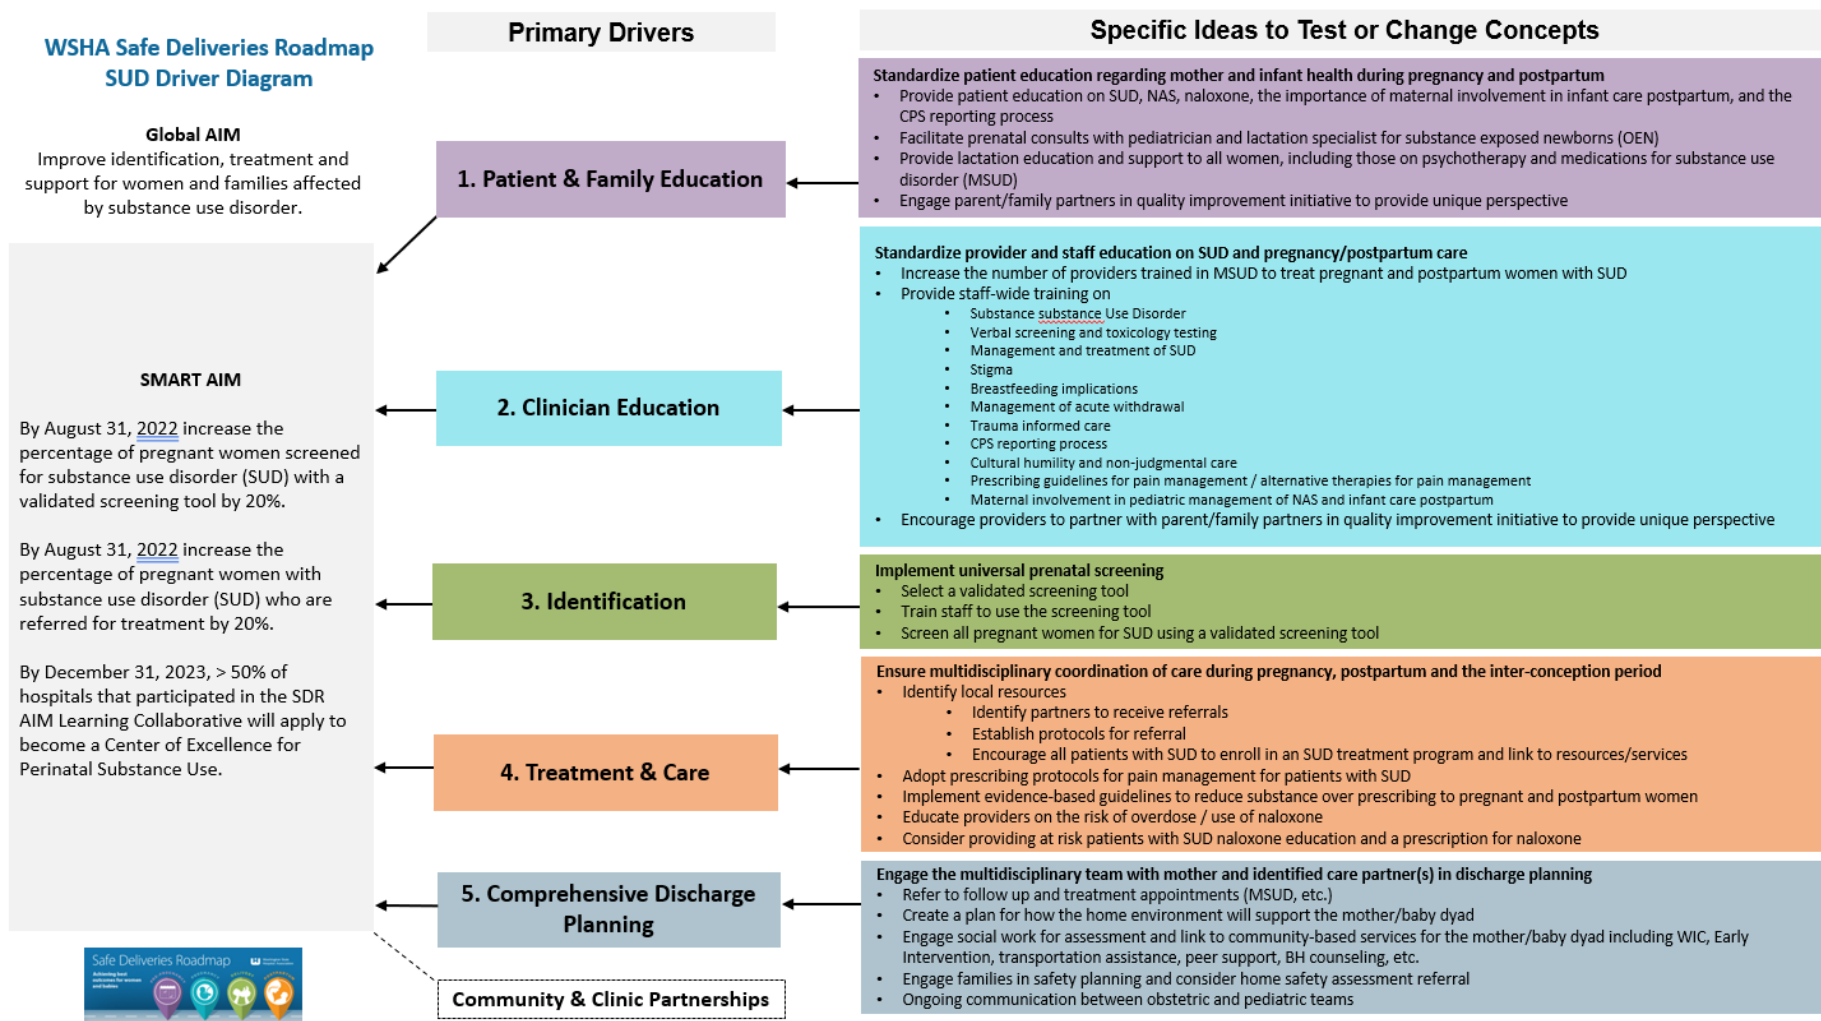 WSHA Safe Deliveries Roadmap
SUD Driver Diagram
Global AIM
Improve identification, treatment and
support for women and families affected
by substance use disorder.
SMART AIM
By August 31, 2022 increase the
percentage of pregnant women screened
for substance use disorder (SUD) with a
validated screening tool by 20%.
By August 31, 2022 increase the
percentage of pregnant women with
substance use disorder (SUD) who are
referred for treatment by 20%.
By December 31, 2023, > 50% of
hospitals that participated in the SDR
AIM Learning Collaborative will apply to
become a Center of Excellence for
Perinatal Substance Use.
Safe Deliveries Roadmap
Achieving best
outcomes for women
and babies
Primary Drivers
1. Patient & Family Education
2. Clinician Education
3. Identification
4. Treatment & Care
5. Comprehensive Discharge
Planning
Community & Clinic Partnerships
Specific Ideas to Test or Change Concepts
Standardize patient education regarding mother and infant health during pregnancy and postpartum
• Provide patient education on SUD, NAS, naloxone, the importance of maternal involvement in infant care postpartum, and the
CPS reporting process
• Facilitate prenatal consults with pediatrician and lactation specialist for substance exposed newborns (OEN)
• Provide lactation education and support to all women, including those on psychotherapy and medications for substance use
disorder (MSUD)
• Engage parent/family partners in quality improvement initiative to provide unique perspective
Standardize provider and staff education on SUD and pregnancy/postpartum care
• Increase the number of providers trained in MSUD to treat pregnant and postpartum women with SUD
• Provide staff-wide training on
• Substance substance Use Disorder
• Verbal screening and toxicology testing
• Management and treatment of SUD
• Stigma
• Breastfeeding implications
• Management of acute withdrawal
• Trauma informed care
• CPS reporting process
• Cultural humility and non-judgmental care
• Prescribing guidelines for pain management / alternative therapies for pain management
• Maternal involvement in pediatric management of NAS and infant care postpartum
• Encourage providers to partner with parent/family partners in quality improvement initiative to provide unique perspective
Implement universal prenatal screening
• Select a validated screening tool
• Train staff to use the screening tool
• Screen all pregnant women for SUD using a validated screening tool
Ensure multidisciplinary coordination of care during pregnancy, postpartum and the inter-conception period
• Identify local resources
• Identify partners to receive referrals
• Establish protocols for referral
• Encourage all patients with SUD to enroll in an SUD treatment program and link to resources/services
• Adopt prescribing protocols for pain management for patients with SUD
• Implement evidence-based guidelines to reduce substance over prescribing to pregnant and postpartum women
• Educate providers on the risk of overdose / use of naloxone
• Consider providing at risk patients with SUD naloxone education and a prescription for naloxone
Engage the multidisciplinary team with mother and identified care partner(s) in discharge planning
• Refer to follow up and treatment appointments (MSUD, etc.)
• Create a plan for how the home environment will support the mother/baby dyad
• Engage social work for assessment and link to community-based services for the mother/baby dyad including WIC, Early
Intervention, transportation assistance, peer support, BH counseling, etc.
• Engage families in safety planning and consider home safety assessment referral
• Ongoing communication between obstetric and pediatric teams